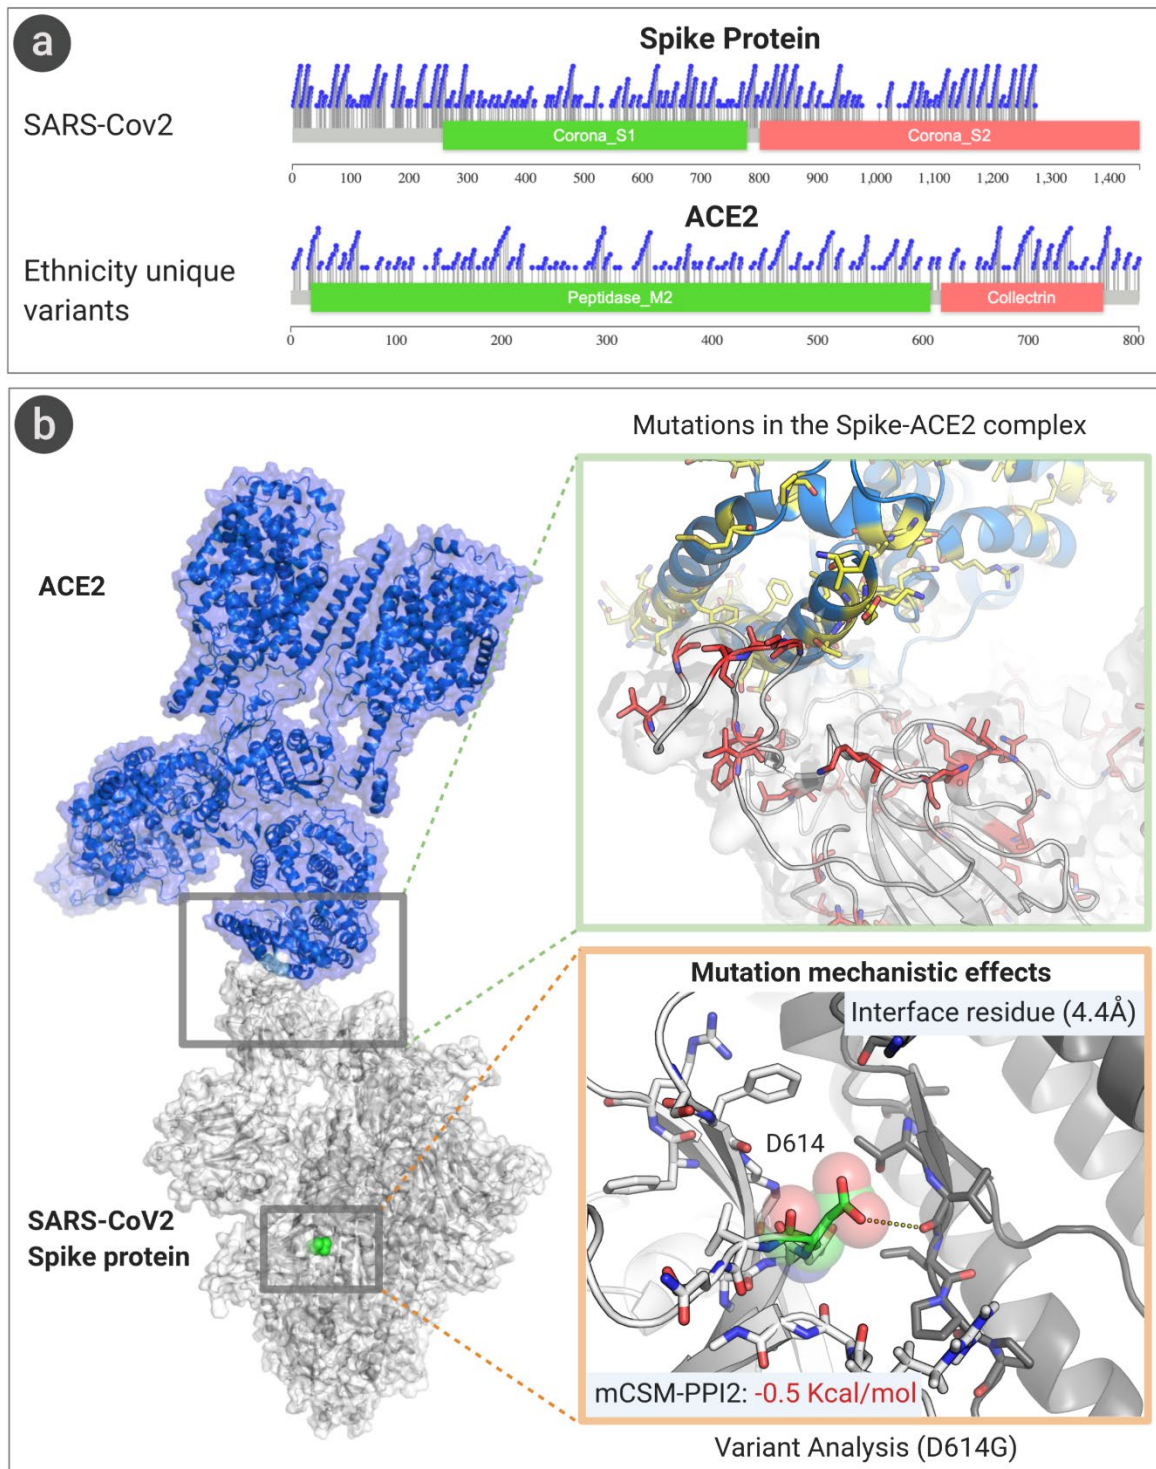 a
Spike Protein
SARS-Cov2
Corona_S1
Corona_S2
0 100 200 300 400 500 600 700 800 900 1,000 1,100 1,200 1,300 1,400
ACE2
Ethnicity unique
variants
Peptidase_M2
Collectrin
0 100 200 300 400 500 600 700 800
b
Mutations in the Spike-ACE2 complex
ACE2
Mutation mechanistic effects
Interface residue (4.4Å)
D614
SARS-CoV2
Spike protein
mCSM-PPI2: -0.5 Kcal/mol
Variant Analysis (D614G)